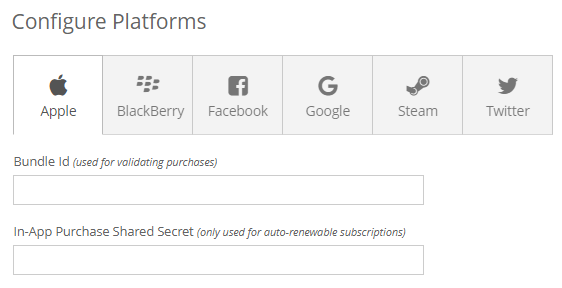 Configure Platforms
Apple BlackBerry Facebook Google Steam Twitter
Bundle Id (used for validating purchases)
In-App Purchase Shared Secret (only used for auto-renewable subscriptions)